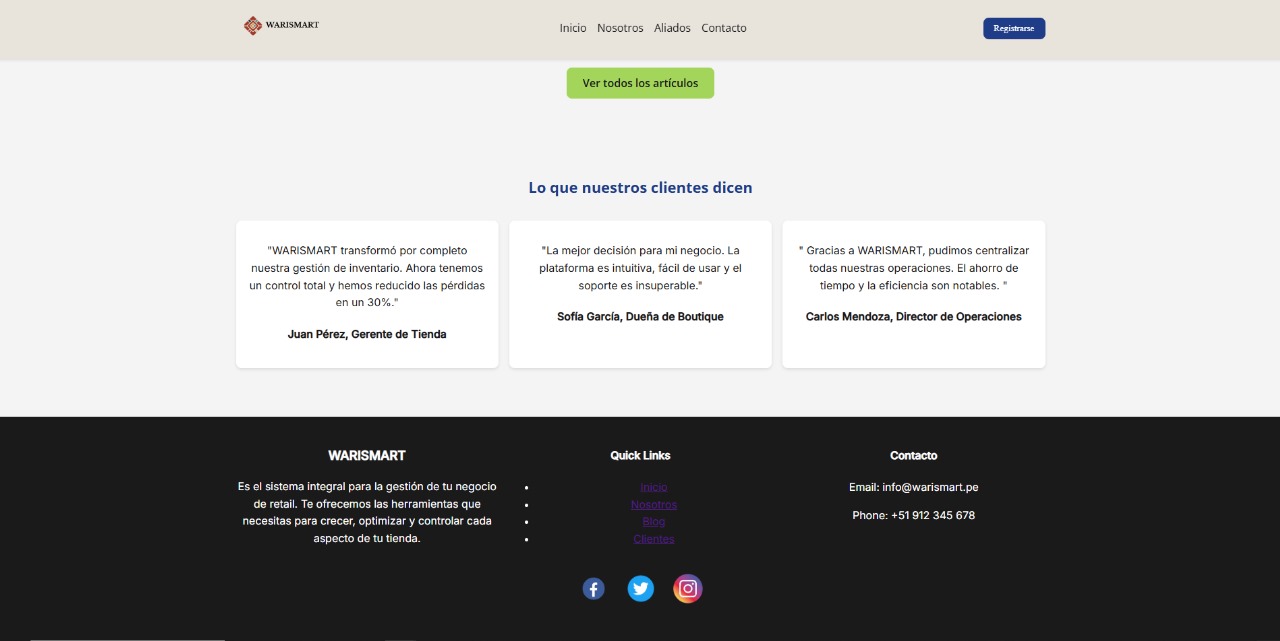 WARISMART
Inicio Nosotros Aliados Contacto
Registrarse
Ver todos los artículos
Lo que nuestros clientes dicen
"WARISMART transformó por completo
nuestra gestión de inventario. Ahora tenemos
un control total y hemos reducido las pérdidas
en un 30%."
Juan Pérez, Gerente de Tienda
"La mejor decisión para mi negocio. La
plataforma es intuitiva, fácil de usar y el
soporte es insuperable."
Sofía García, Dueña de Boutique
" Gracias a WARISMART, pudimos centralizar
todas nuestras operaciones. El ahorro de
tiempo y la eficiencia son notables. "
Carlos Mendoza, Director de Operaciones
WARISMART
Es el sistema integral para la gestión de tu negocio
de retail. Te ofrecemos las herramientas que
necesitas para crecer, optimizar y controlar cada
aspecto de tu tienda.
Quick Links
Inicio
Nosotros
Blog
Clientes
Contacto
Email: info@warismart.pe
Phone: +51 912 345 678